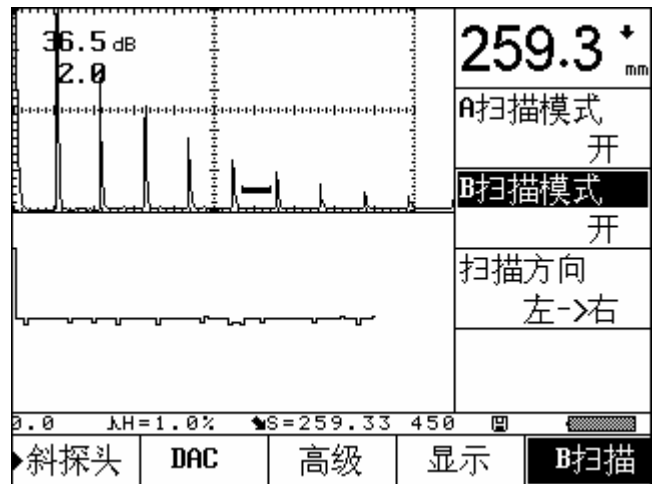 36.5 dB
2.0
259.3 mm
A扫描模式
开
B扫描模式
开
扫描方向
左->右
0.0 H=1.0% S=259.33 450
斜探头 DAC 高级 显示 B扫描